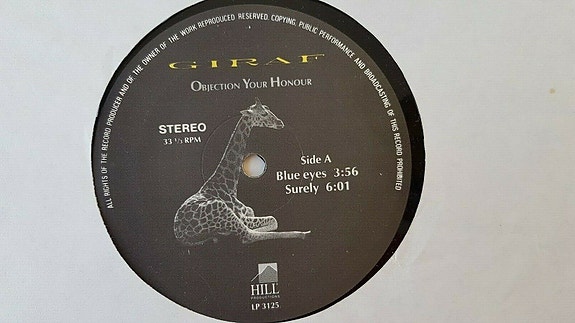 ALL RIGHTS OF THE RECORD PRODUCER AND OF THE OWNER OF THE WORK REPRODUCED RESERVED. COPYING, PUBLIC PERFORMANCE AND BROADCASTING OF THIS RECORD PROHIBITED
GIRAF
OBJECTION YOUR HONOUR
STEREO
33 1/3 RPM
Side A
Blue eyes 3:56
Surely 6:01
HILL
PRODUCTIONS
LP 3125